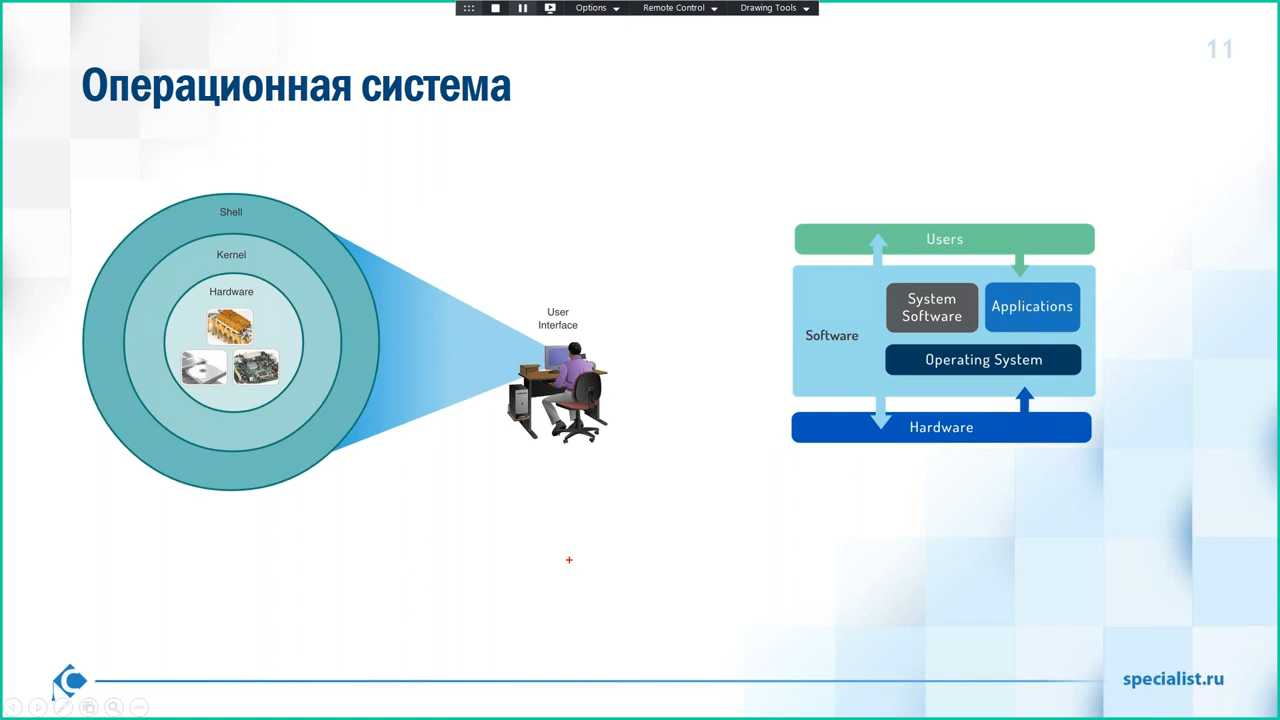 Options
Remote Control
Drawing Tools
11
Операционная система
Shell
Kernel
Hardware
User
Interface
Users
System
Software
Applications
Software
Operating System
Hardware
specialist.ru